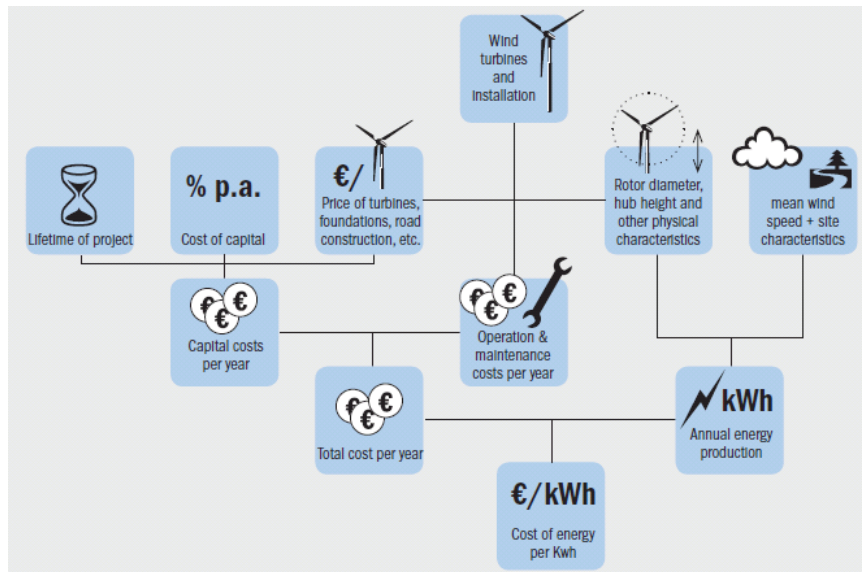 Wind
turbines
and
installation
% p.a.
€/
Lifetime of project
Cost of capital
Price of turbines,
foundations, road
construction, etc.
Rotor diameter,
hub height and
other physical
characteristics
mean wind
speed + site
characteristics
€ € €
Capital costs
per year
€ € €
Operation &
maintenance
costs per year
€ € €
Total cost per year
kWh
Annual energy
production
€/kWh
Cost of energy
per Kwh